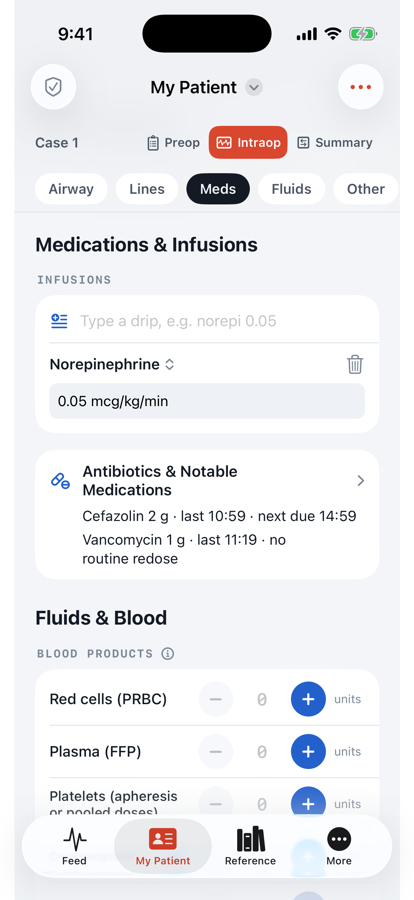 9:41
My Patient
Case 1
Preop
Intraop
Summary
Airway
Lines
Meds
Fluids
Other
Medications & Infusions
INFUSIONS
Type a drip, e.g. norepi 0.05
Norepinephrine
0.05 mcg/kg/min
Antibiotics & Notable
Medications
Cefazolin 2 g · last 10:59 · next due 14:59
Vancomycin 1 g · last 11:19 · no
routine redose
Fluids & Blood
BLOOD PRODUCTS
Red cells (PRBC)
0
units
Plasma (FFP)
0
units
Platelets (apheresis
or pooled doses)
0
units
Feed
My Patient
Reference
More